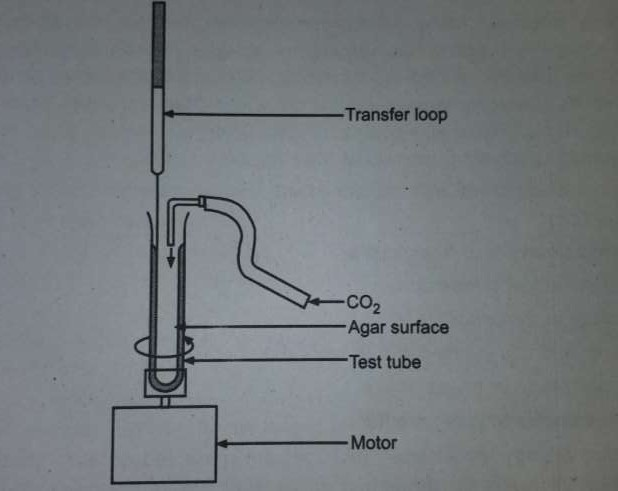 Transfer loop
CO₂
Agar surface
Test tube
Motor